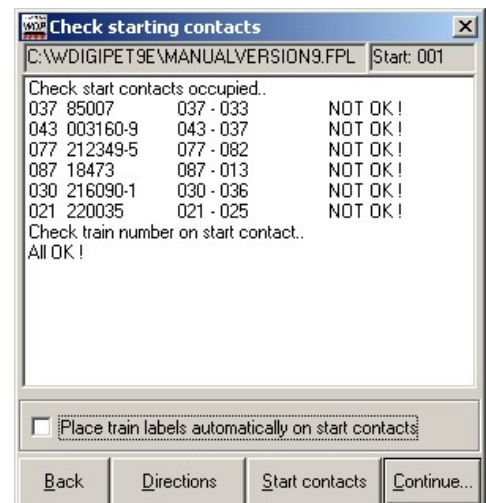 WDP Check starting contacts
C:\WDIGIPET9E\MANUALVERSION9.FPL Start: 001
Check start contacts occupied..
037 85007 037 - 033 NOT OK !
043 003160-9 043 - 037 NOT OK !
077 212349-5 077 - 082 NOT OK !
087 18473 087 - 013 NOT OK !
030 216090-1 030 - 036 NOT OK !
021 220035 021 - 025 NOT OK !
Check train number on start contact..
All OK !
Place train labels automatically on start contacts
Back Directions Start contacts Continue...